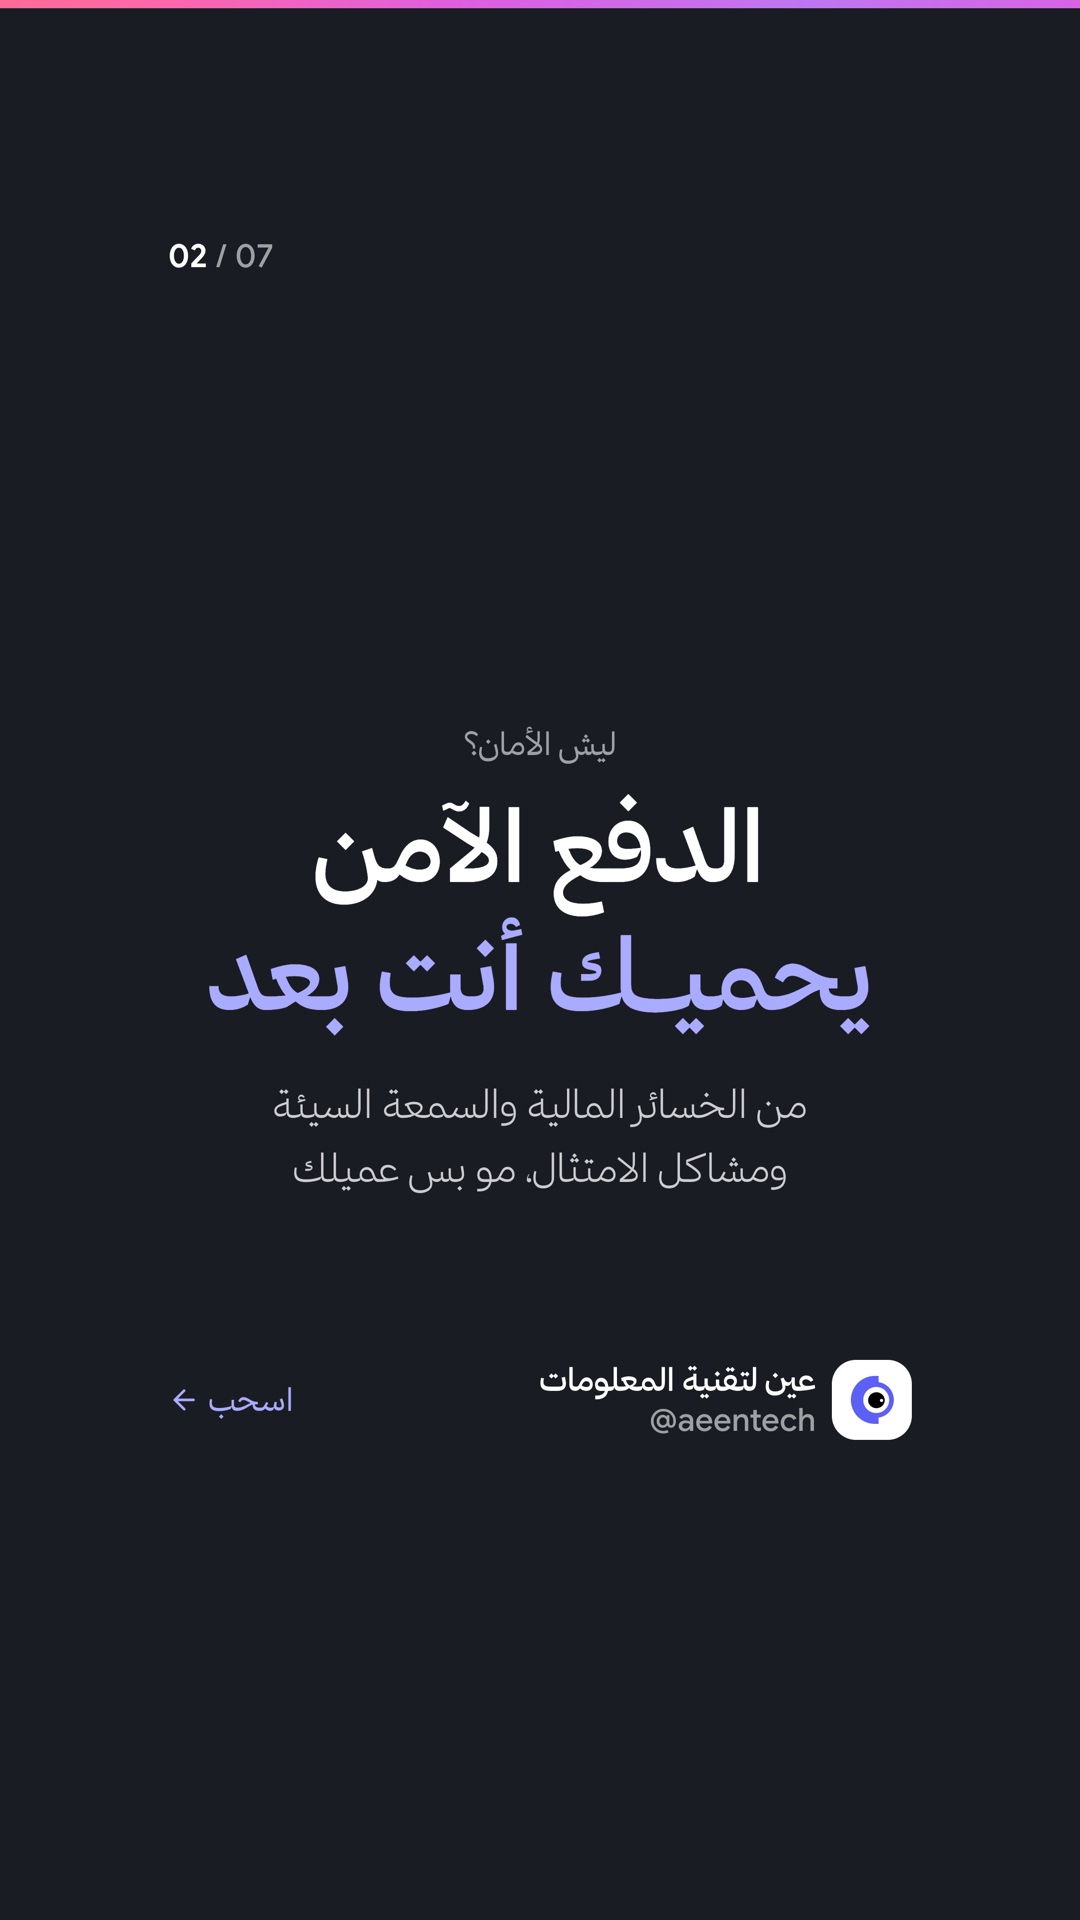 02 / 07
ليش الأمان؟
الدفع الآمن
يحميـك أنت بعد
من الخسائر المالية والسمعة السيئة
ومشاكل الامتثال، مو بس عميلك
عين لتقنية المعلومات
@aeentech
اسحب ←